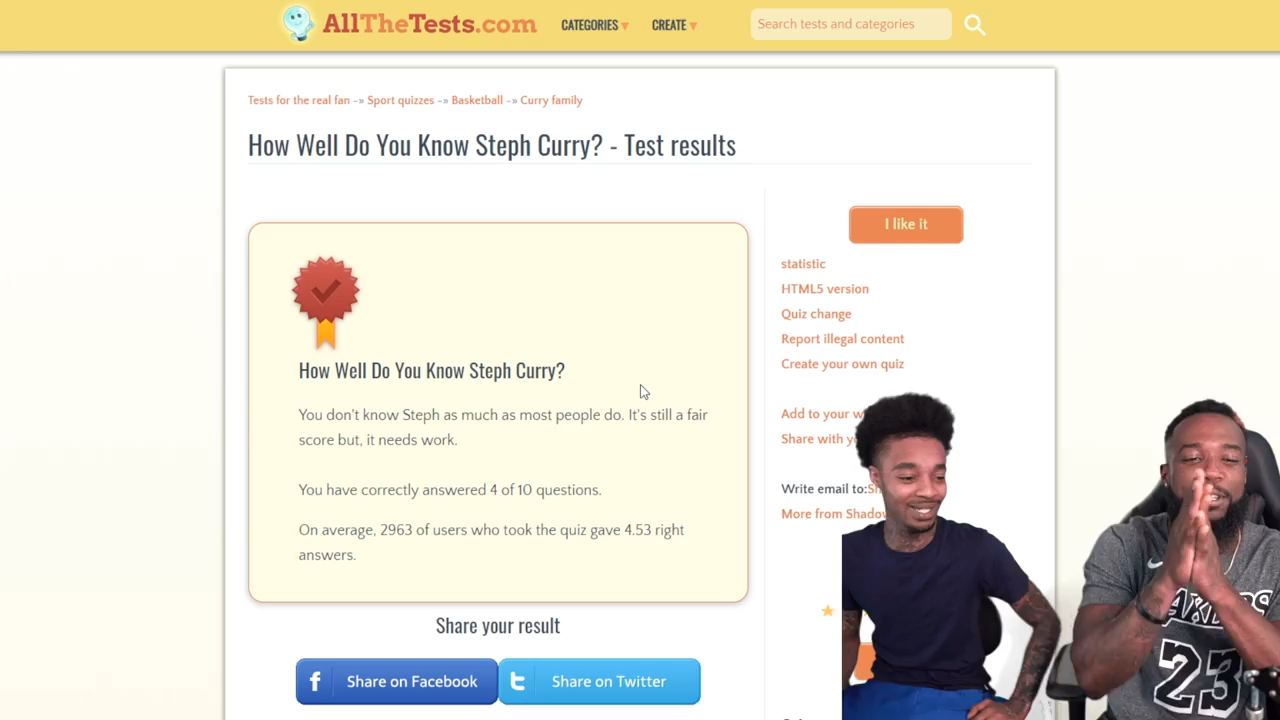 AllTheTests.com
CATEGORIES
CREATE
Search tests and categories
Tests for the real fan -» Sport quizzes -» Basketball -» Curry family
How Well Do You Know Steph Curry? - Test results
How Well Do You Know Steph Curry?
You don't know Steph as much as most people do. It's still a fair
score but, it needs work.
You have correctly answered 4 of 10 questions.
On average, 2963 of users who took the quiz gave 4.53 right
answers.
Share your result
f Share on Facebook
t Share on Twitter
I like it
statistic
HTML5 version
Quiz change
Report illegal content
Create your own quiz
Add to your
Share with
Write email to:
More from
23